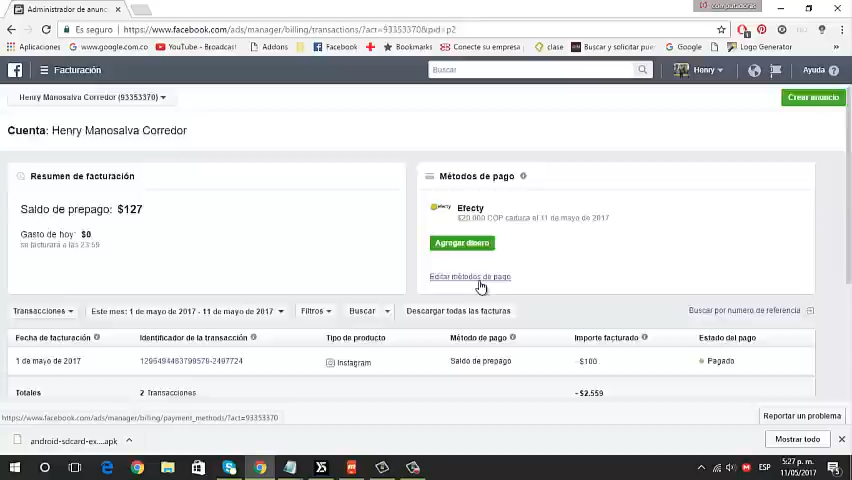 computadoras
Administrador de anunc
Es seguro
https://www.facebook.com/ads/manager/billing/transactions/?act=93353370&pid=p2
Aplicaciones
www.google.com.co
YouTube - Broadcast
Addons
Facebook
Bookmarks
Conecte su empresa
clase
Buscar y solicitar pue
Google
Logo Generator
Facturación
Buscar
Henry
Ayuda
Henry Manosalva Corredor (93353370)
Crear anuncio
Cuenta: Henry Manosalva Corredor
Resumen de facturación
Métodos de pago
Saldo de prepago: $127
Gasto de hoy: $0
se facturará a las 23:59
efecty
Efecty
$20,000 COP caduca el 11 de mayo de 2017
Agregar dinero
Editar métodos de pago
Transacciones
Este mes: 1 de mayo de 2017 - 11 de mayo de 2017
Filtros
Buscar
Descargar todas las facturas
Buscar por número de referencia
Fecha de facturación
Identificador de la transacción
Tipo de producto
Método de pago
Importe facturado
Estado del pago
1 de mayo de 2017
Instagram
Saldo de prepago
-$100
Pagado
Totales
2 Transacciones
-$2.559
https://www.facebook.com/ads/manager/billing/payment_methods/?act=93353370
Reportar un problema
android-sdcard-ex....apk
Mostrar todo
ESP
5:27 p. m.
11/05/2017